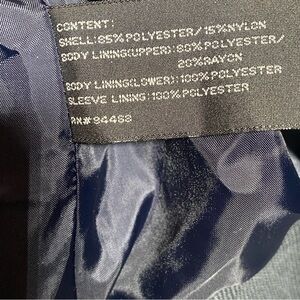 CONTENT:
SHELL:85%POLYESTER/15%NYLON
BODY LINING(UPPER):80%POLYESTER/
20%RAYON
BODY LINING(LOWER):100%POLYESTER
SLEEVE LINING:100%POLYESTER
RN#94463